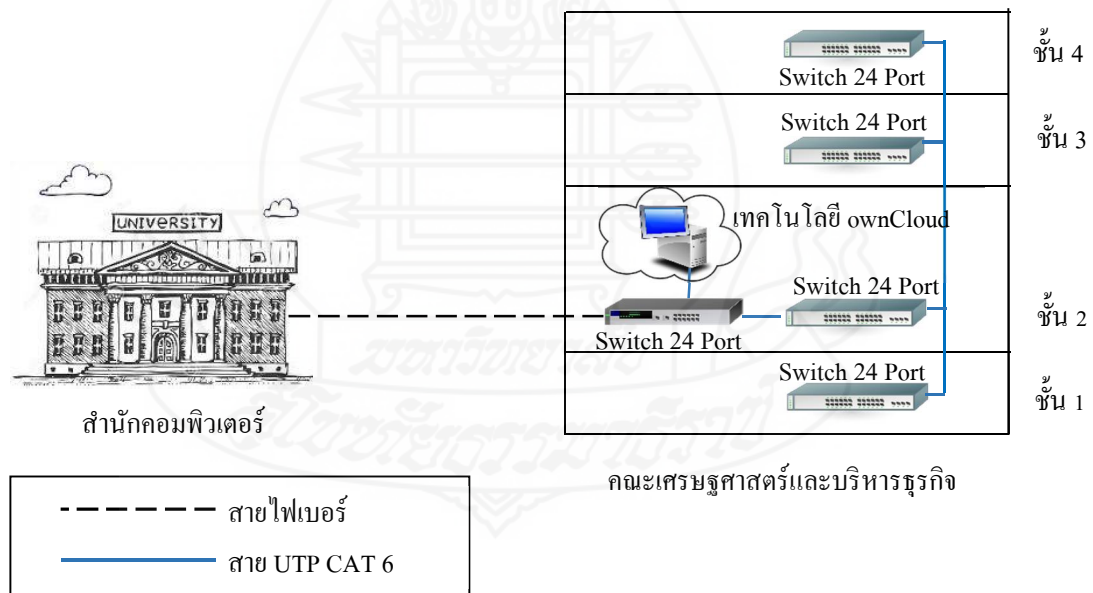 Switch 24 Port
ชั้น 4
Switch 24 Port
ชั้น 3
UNIVERSITY
เทคโนโลยี ownCloud
Switch 24 Port
Switch 24 Port
ชั้น 2
Switch 24 Port
ชั้น 1
สำนักคอมพิวเตอร์
คณะเศรษฐศาสตร์และบริหารธุรกิจ
สายไฟเบอร์
สาย UTP CAT 6